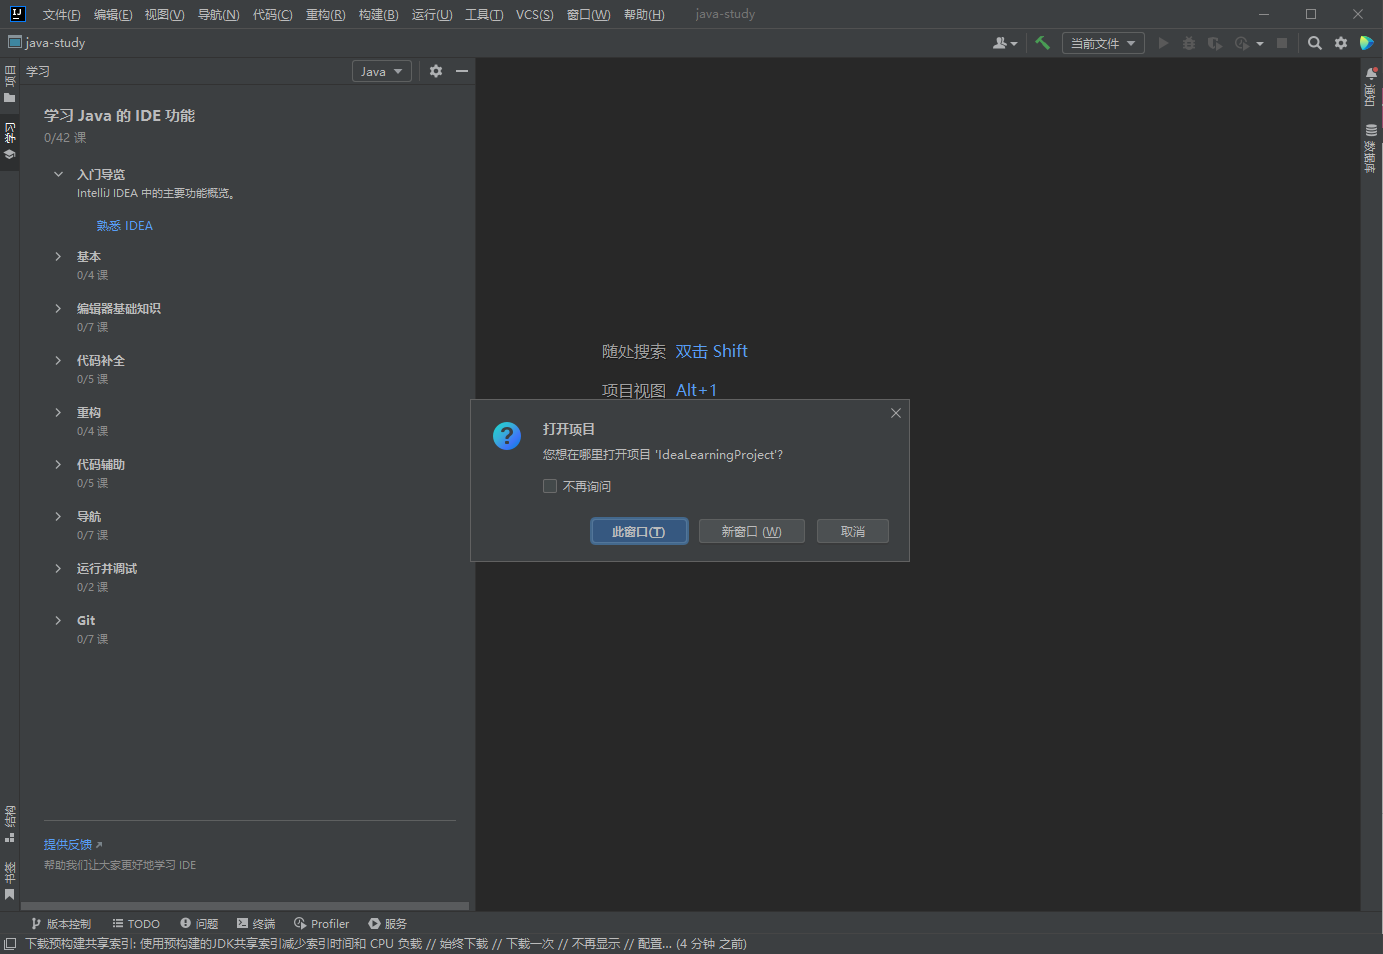 IJ 文件(F) 编辑(E) 视图(V) 导航(N) 代码(C) 重构(R) 构建(B) 运行(U) 工具(T) VCS(S) 窗口(W) 帮助(H) java-study
java-study 当前文件
项目
学习
结构
书签
学习 Java
学习 Java 的 IDE 功能
0/42 课
入门导览
IntelliJ IDEA 中的主要功能概览。
熟悉 IDEA
基本
0/4 课
编辑器基础知识
0/7 课
代码补全
0/5 课
重构
0/4 课
代码辅助
0/5 课
导航
0/7 课
运行并调试
0/2 课
Git
0/7 课
提供反馈
帮助我们让大家更好地学习 IDE
随处搜索 双击 Shift
项目视图 Alt+1
打开项目
您想在哪里打开项目 'IdeaLearningProject'?
不再询问
此窗口(T) 新窗口 (W) 取消
通知
数据库
版本控制 TODO 问题 终端 Profiler 服务
下载预构建共享索引: 使用预构建的JDK共享索引减少索引时间和 CPU 负载 // 始终下载 // 下载一次 // 不再显示 // 配置... (4 分钟 之前)